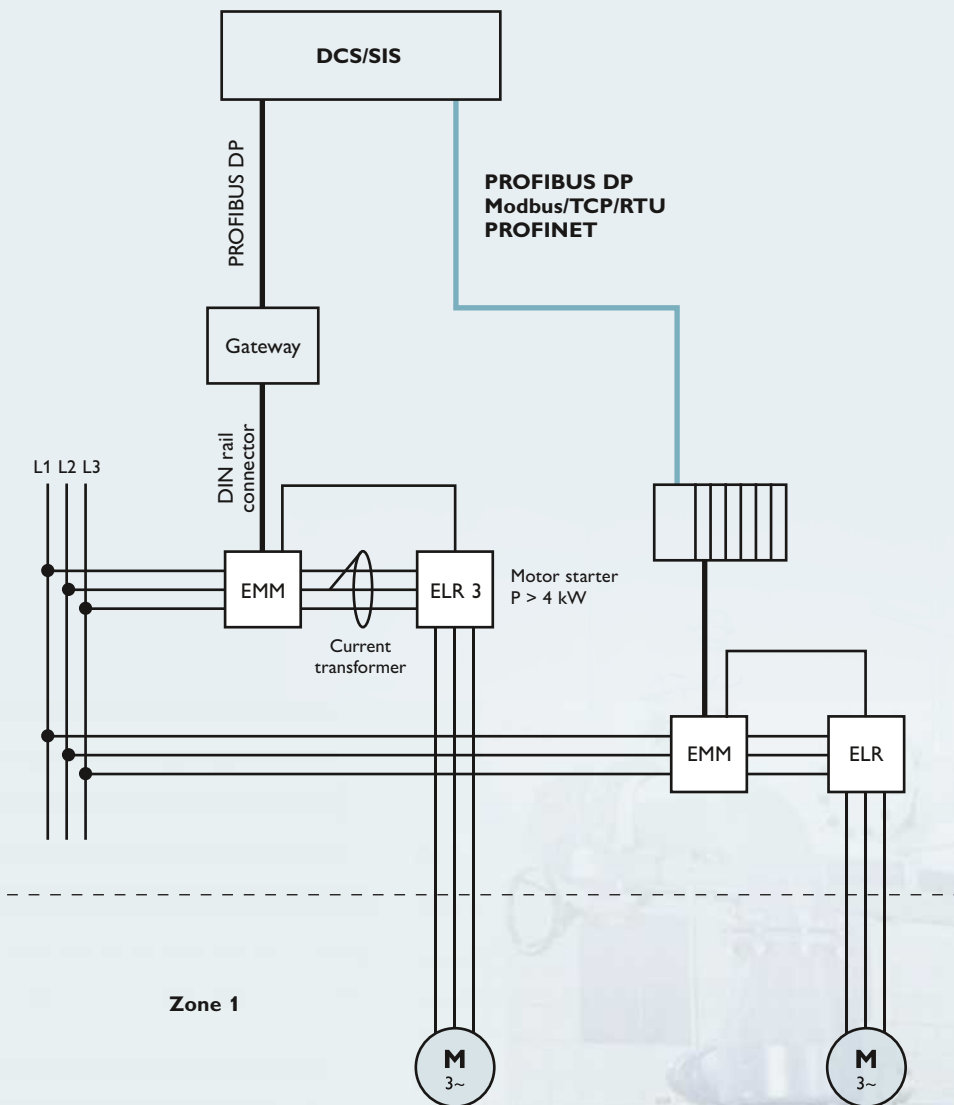 DCS/SIS
PROFIBUS DP
PROFIBUS DP
Modbus/TCP/RTU
PROFINET
Gateway
DIN rail
connector
L1 L2 L3
EMM
ELR 3
Motor starter
P > 4 kW
Current
transformer
EMM
ELR
Zone 1
M
3~
M
3~